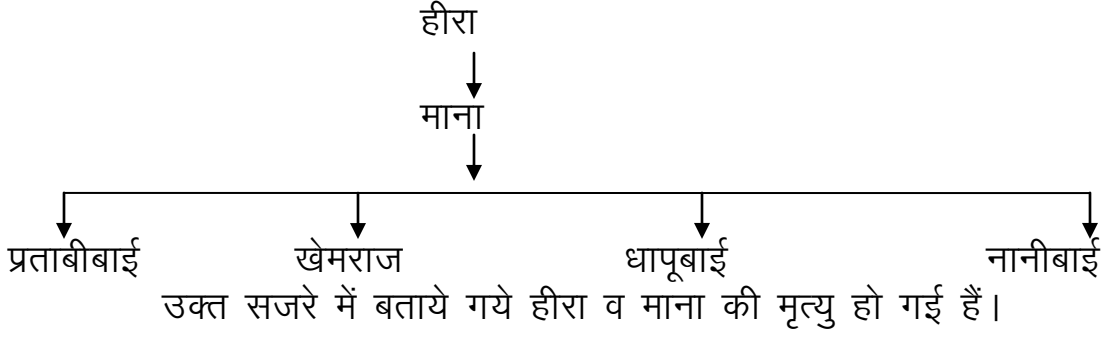 हीरा
माना
प्रताबीबाई खेमराज धापूबाई नानीबाई
उक्त सजरे में बताये गये हीरा व माना की मृत्यु हो गई हैं।